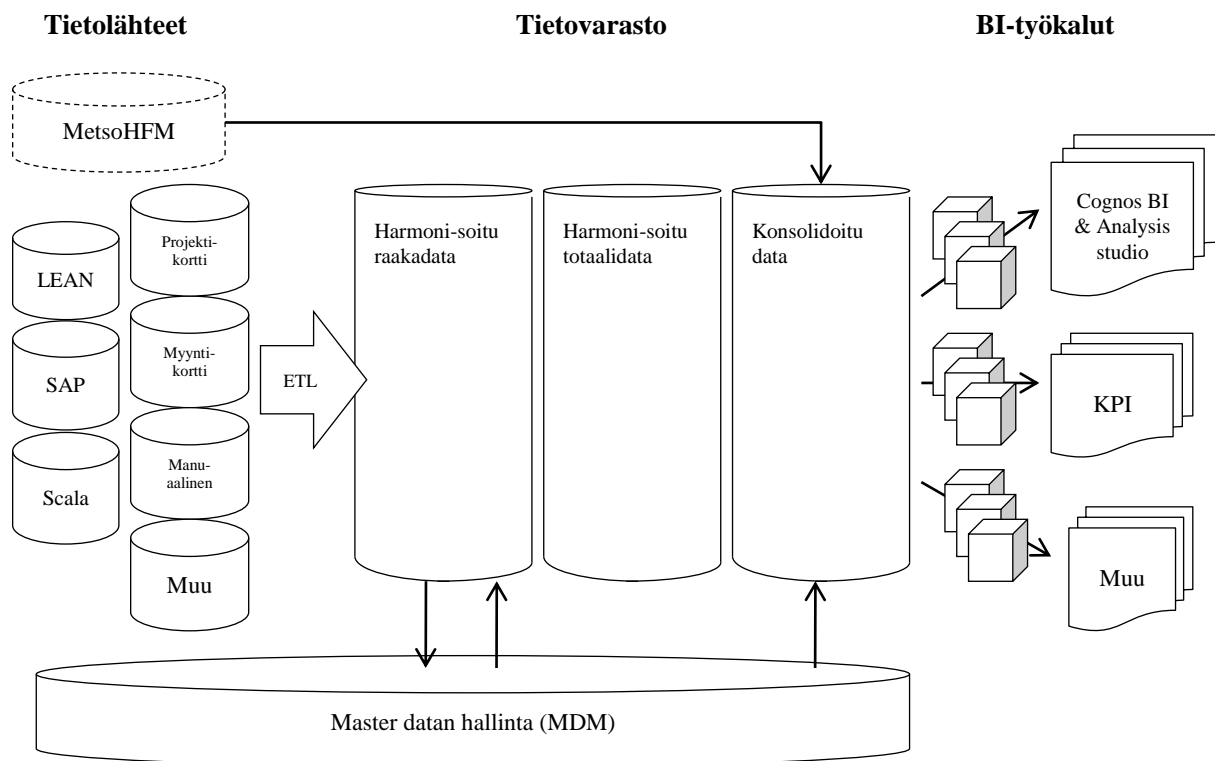 Tietolähteet
Tietovarasto
BI-työkalut
MetsoHFM
LEAN
SAP
Scala
Projekti-
kortti
Myynti-
kortti
Manu-
aalinen
Muu
ETL
Harmoni-soitu
raakadata
Harmoni-soitu
totaalidata
Konsolidoitu
data
Cognos BI
& Analysis
studio
KPI
Muu
Master datan hallinta (MDM)